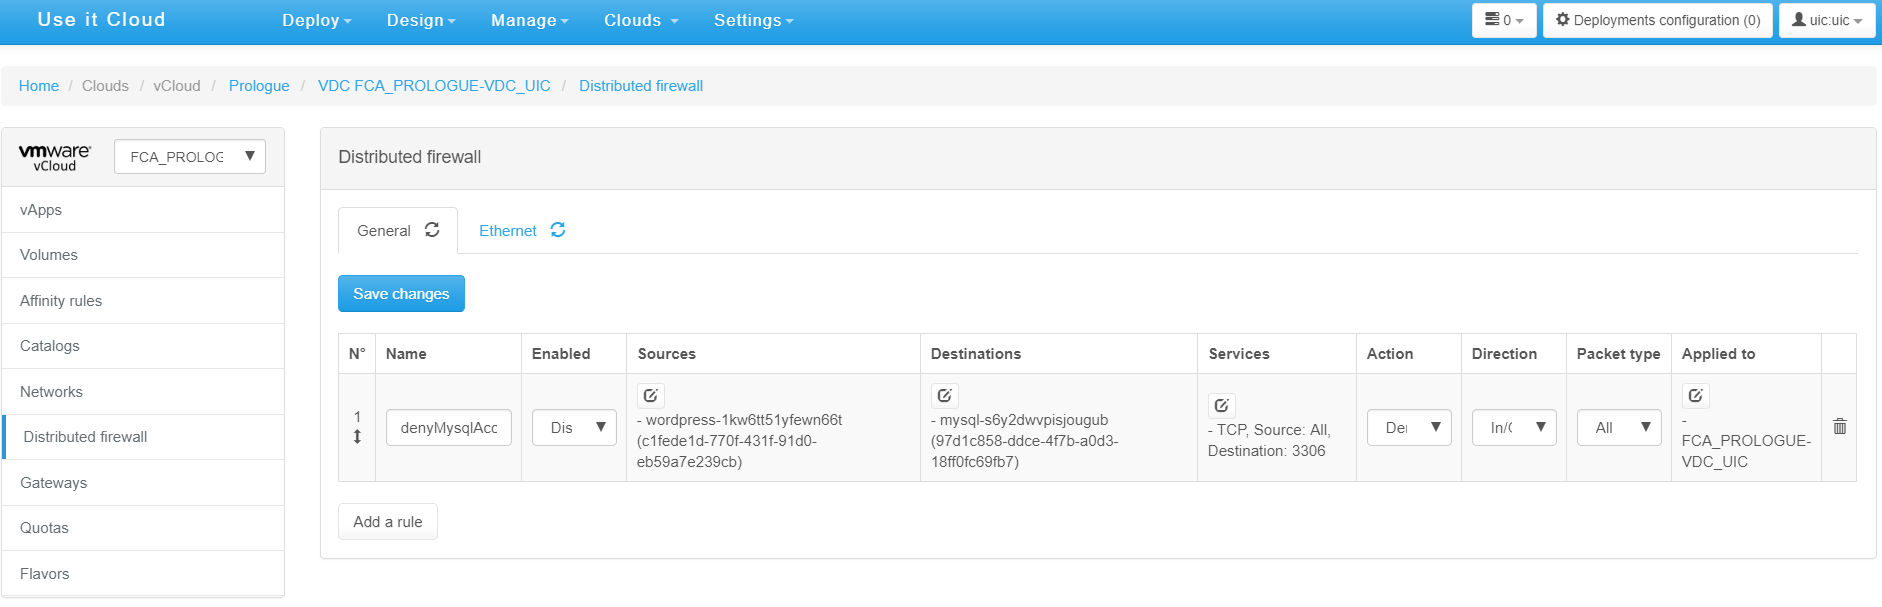 Use it Cloud Deploy Design Manage Clouds Settings 0 Deployments configuration (0) uic:uic
Home / Clouds / vCloud / Prologue / VDC FCA_PROLOGUE-VDC_UIC / Distributed firewall
vmware
vCloud
FCA_PROLOG
vApps
Volumes
Affinity rules
Catalogs
Networks
Distributed firewall
Gateways
Quotas
Flavors
Distributed firewall
General Ethernet
Save changes
N° Name Enabled Sources Destinations Services Action Direction Packet type Applied to
1
denyMysqlAcc
Dis
- wordpress-1kw6tt51yfewn66t
(c1fede1d-770f-431f-91d0-
eb59a7e239cb)
- mysql-s6y2dwvpisjougub
(97d1c858-ddce-4f7b-a0d3-
18ff0fc69fb7)
- TCP, Source: All,
Destination: 3306
De
In/
All
-
FCA_PROLOGUE-
VDC_UIC
Add a rule